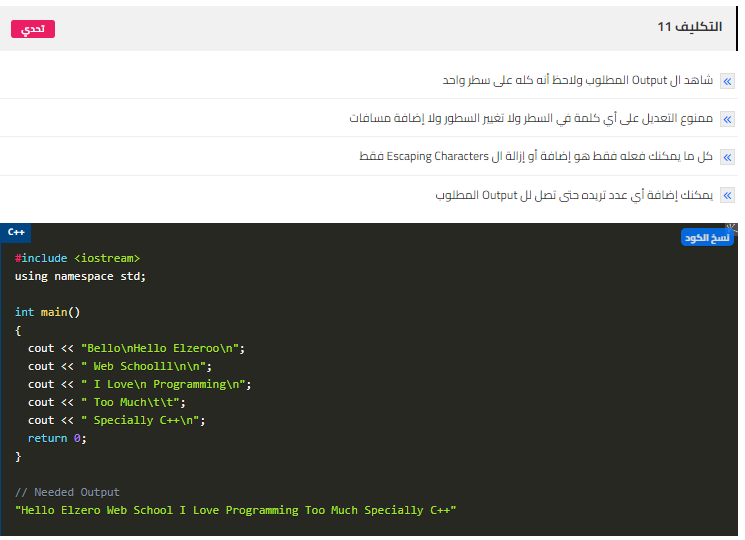 التكليف 11
تحدي
شاهد ال Output المطلوب ولاحظ أنه كله على سطر واحد
ممنوع التعديل على أي كلمة في السطر ولا تغيير السطور ولا إضافة مسافات
كل ما يمكنك فعله فقط هو إضافة أو إزالة ال Escaping Characters فقط
يمكنك إضافة أي عدد تريده حتى تصل لل Output المطلوب
C++
نسخ الكود
#include <iostream>
using namespace std;
int main()
{
cout << "Bello\nHello Elzeroo\n";
cout << " Web Schoolll\n\n";
cout << " I Love\n Programming\n";
cout << " Too Much\t\t";
cout << " Specially C++\n";
return 0;
}
// Needed Output
"Hello Elzero Web School I Love Programming Too Much Specially C++"